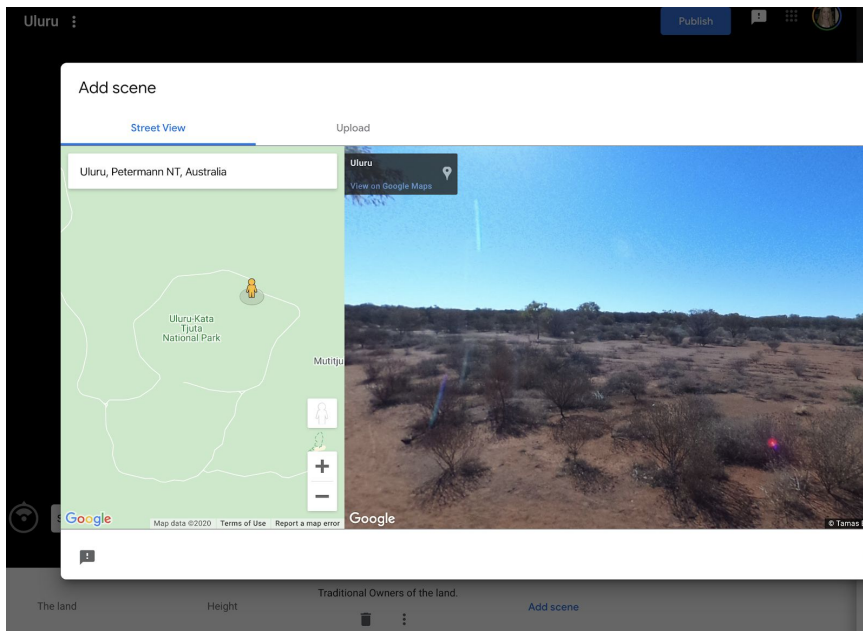 Uluru
Publish
Add scene
Street View
Upload
Uluru, Petermann NT, Australia
Uluru
View on Google Maps
Uluru-Kata
Tjuta
National Park
Mutitju
+
−
Google
Map data ©2020 Terms of Use Report a map error
Google
© Tamas
Traditional Owners of the land.
The land
Height
Add scene